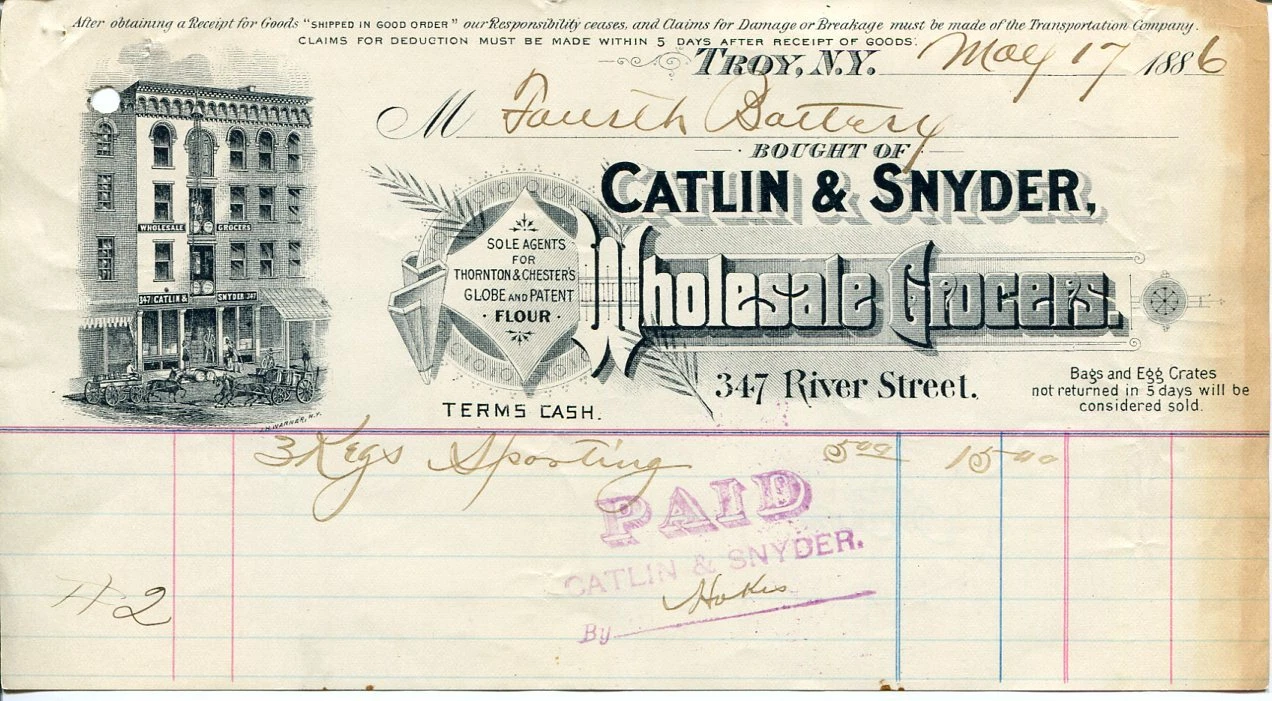 After obtaining a Receipt for Goods "SHIPPED IN GOOD ORDER" our Responsibility ceases, and Claims for Damage or Breakage must be made of the Transportation Company.
CLAIMS FOR DEDUCTION MUST BE MADE WITHIN 5 DAYS AFTER RECEIPT OF GOODS.
TROY, N.Y. May 17 1886
M Fourth Battery
BOUGHT OF
CATLIN & SNYDER,
Wholesale Grocers.
347 River Street.
SOLE AGENTS
FOR
THORNTON & CHESTER'S
GLOBE AND PATENT
· FLOUR ·
WHOLESALE GROCERS
347 CATLIN & SNYDER 347
J.H. WARNER, N.Y.
TERMS CASH.
Bags and Egg Crates
not returned in 5 days will be
considered sold.
3 Kegs Sporting 5 00 15 00
PAID
CATLIN & SNYDER.
By
#2